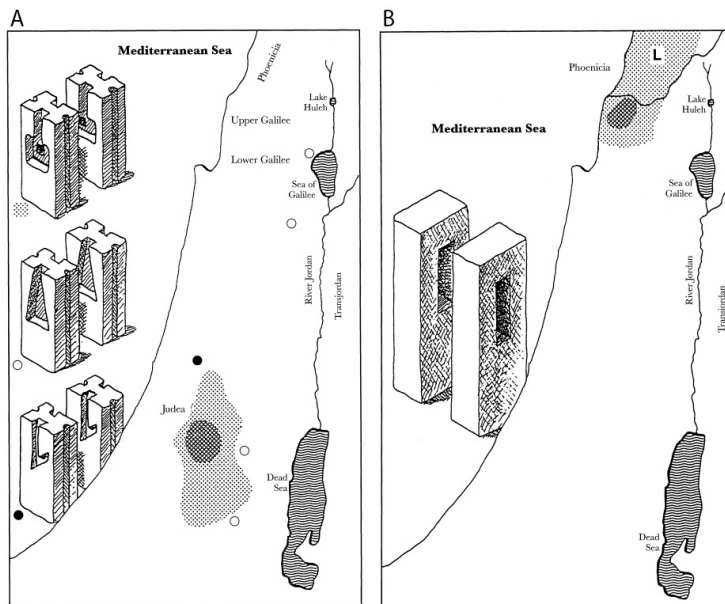 A
Mediterranean Sea
Phoenicia
Upper Galilee
Lake
Huleh
Lower Galilee
Sea of
Galilee
River Jordan
Transjordan
Judea
Dead
Sea
B
L
Phoenicia
Lake
Huleh
Mediterranean Sea
Sea of
Galilee
River Jordan
Transjordan
Dead
Sea